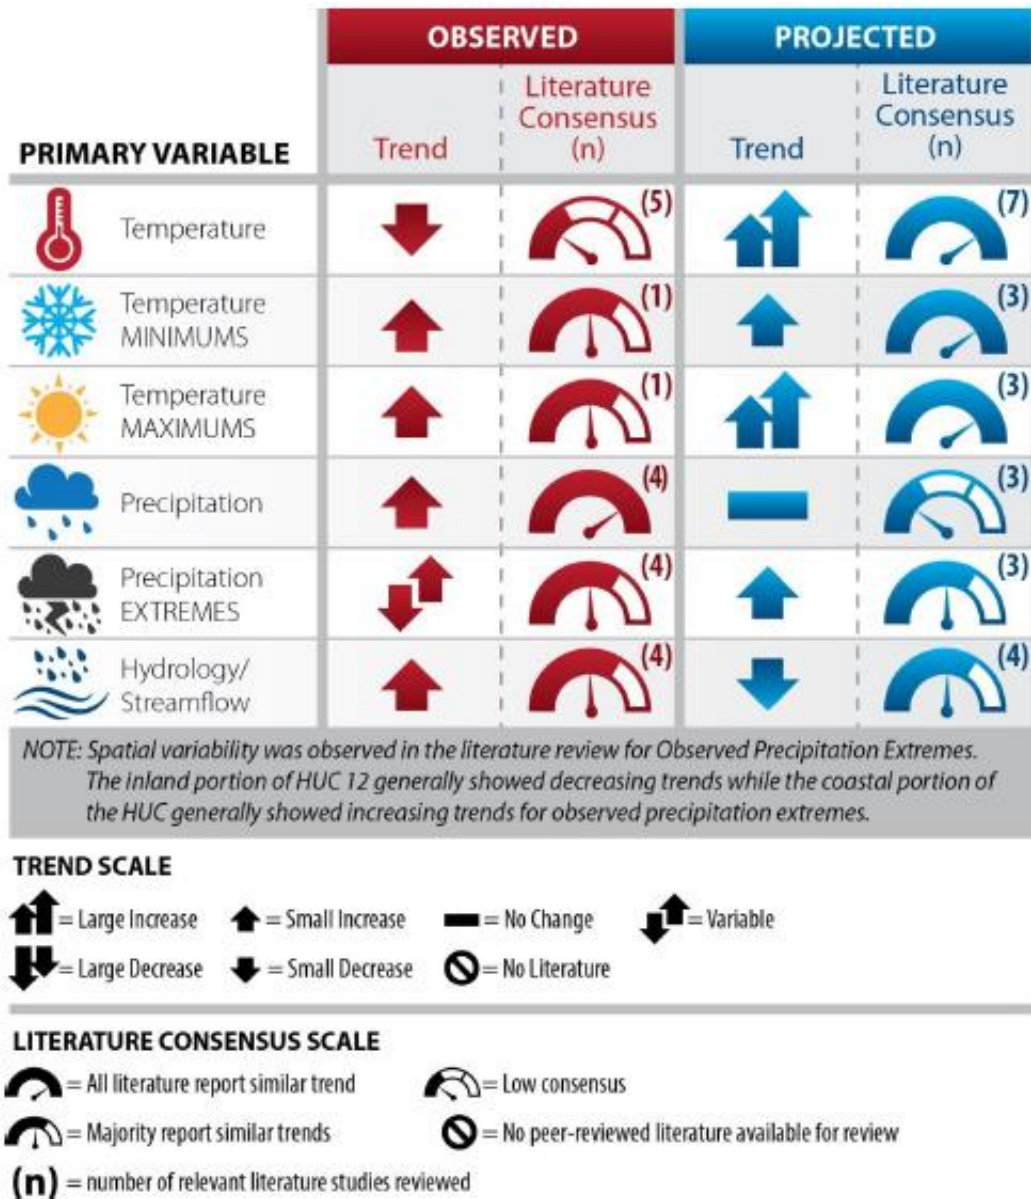 OBSERVED PROJECTED
PRIMARY VARIABLE Trend Literature Consensus (n) Trend Literature Consensus (n)
Temperature (5) (7)
Temperature MINIMUMS (1) (3)
Temperature MAXIMUMS (1) (3)
Precipitation (4) (3)
Precipitation EXTREMES (4) (3)
Hydrology/ Streamflow (4) (4)
NOTE: Spatial variability was observed in the literature review for Observed Precipitation Extremes.
The inland portion of HUC 12 generally showed decreasing trends while the coastal portion of
the HUC generally showed increasing trends for observed precipitation extremes.
TREND SCALE
= Large Increase = Small Increase = No Change = Variable
= Large Decrease = Small Decrease = No Literature
LITERATURE CONSENSUS SCALE
= All literature report similar trend = Low consensus
= Majority report similar trends = No peer-reviewed literature available for review
(n) = number of relevant literature studies reviewed